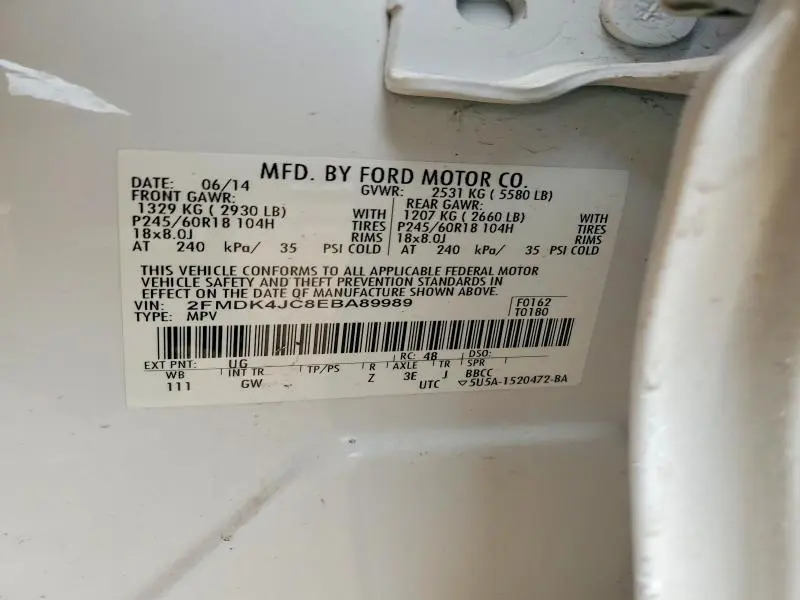 MFD. BY FORD MOTOR CO.
DATE: 06/14 GVWR: 2531 KG ( 5580 LB)
FRONT GAWR: REAR GAWR:
1329 KG ( 2930 LB) WITH 1207 KG ( 2660 LB) WITH
P245/60R18 104H TIRES P245/60R18 104H TIRES
18x8.0J RIMS 18x8.0J RIMS
AT 240 kPa/ 35 PSI COLD AT 240 kPa/ 35 PSI COLD
THIS VEHICLE CONFORMS TO ALL APPLICABLE FEDERAL MOTOR
VEHICLE SAFETY AND THEFT PREVENTION STANDARDS IN
EFFECT ON THE DATE OF MANUFACTURE SHOWN ABOVE.
VIN: 2FMDK4JC8EBA89989 F0162
TYPE: MPV T0180
EXT PNT: UG RC: 48 DSO:
WB INT TR TP/PS R AXLE TR SPR
111 GW Z 3E J BBCC
UTC 5U5A-1520472-BA